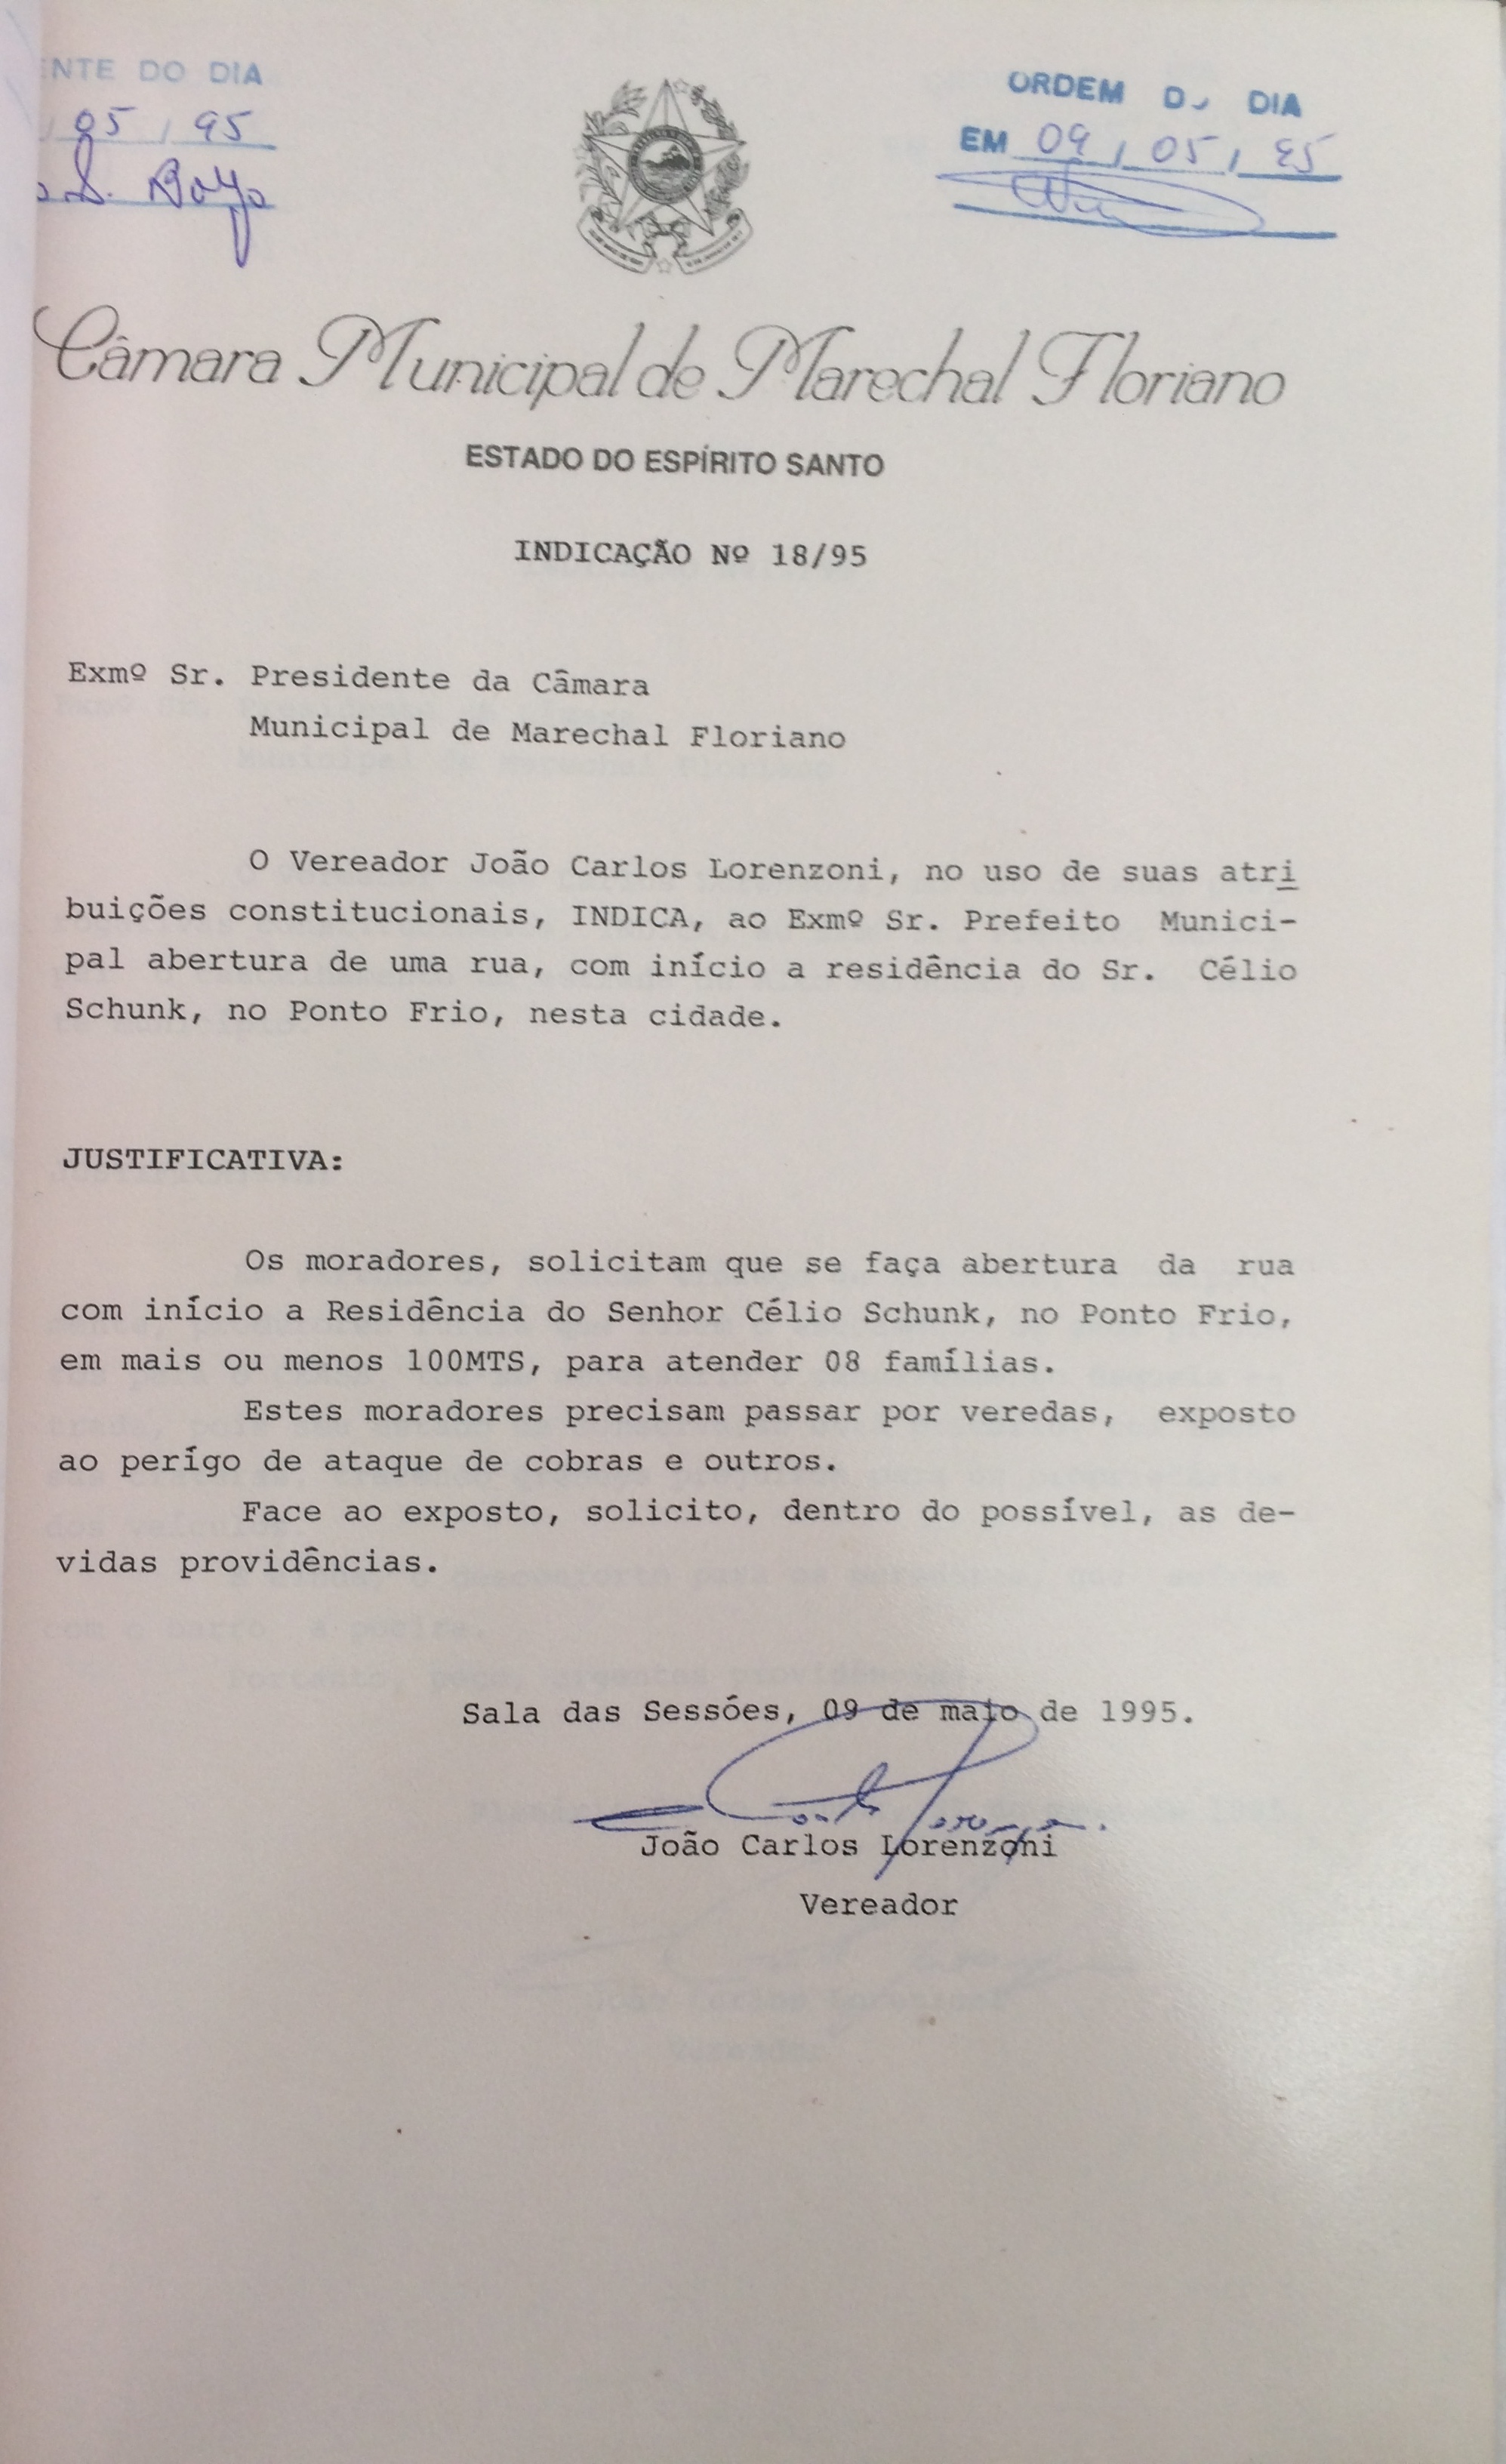 NTE DO DIA
05 / 95
ORDEM D DIA
EM 09 / 05 / 95
Câmara Municipal de Marechal Floriano
ESTADO DO ESPÍRITO SANTO
INDICAÇÃO Nº 18/95
Exmº Sr. Presidente da Câmara
Municipal de Marechal Floriano
O Vereador João Carlos Lorenzoni, no uso de suas atri
buições constitucionais, INDICA, ao Exmº Sr. Prefeito Munici-
pal abertura de uma rua, com início a residência do Sr. Célio
Schunk, no Ponto Frio, nesta cidade.
JUSTIFICATIVA:
Os moradores, solicitam que se faça abertura da rua
com início a Residência do Senhor Célio Schunk, no Ponto Frio,
em mais ou menos 100MTS, para atender 08 famílias.
Estes moradores precisam passar por veredas, exposto
ao perígo de ataque de cobras e outros.
Face ao exposto, solicito, dentro do possível, as de-
vidas providências.
Sala das Sessões, 09 de maio de 1995.
João Carlos Lorenzoni
Vereador